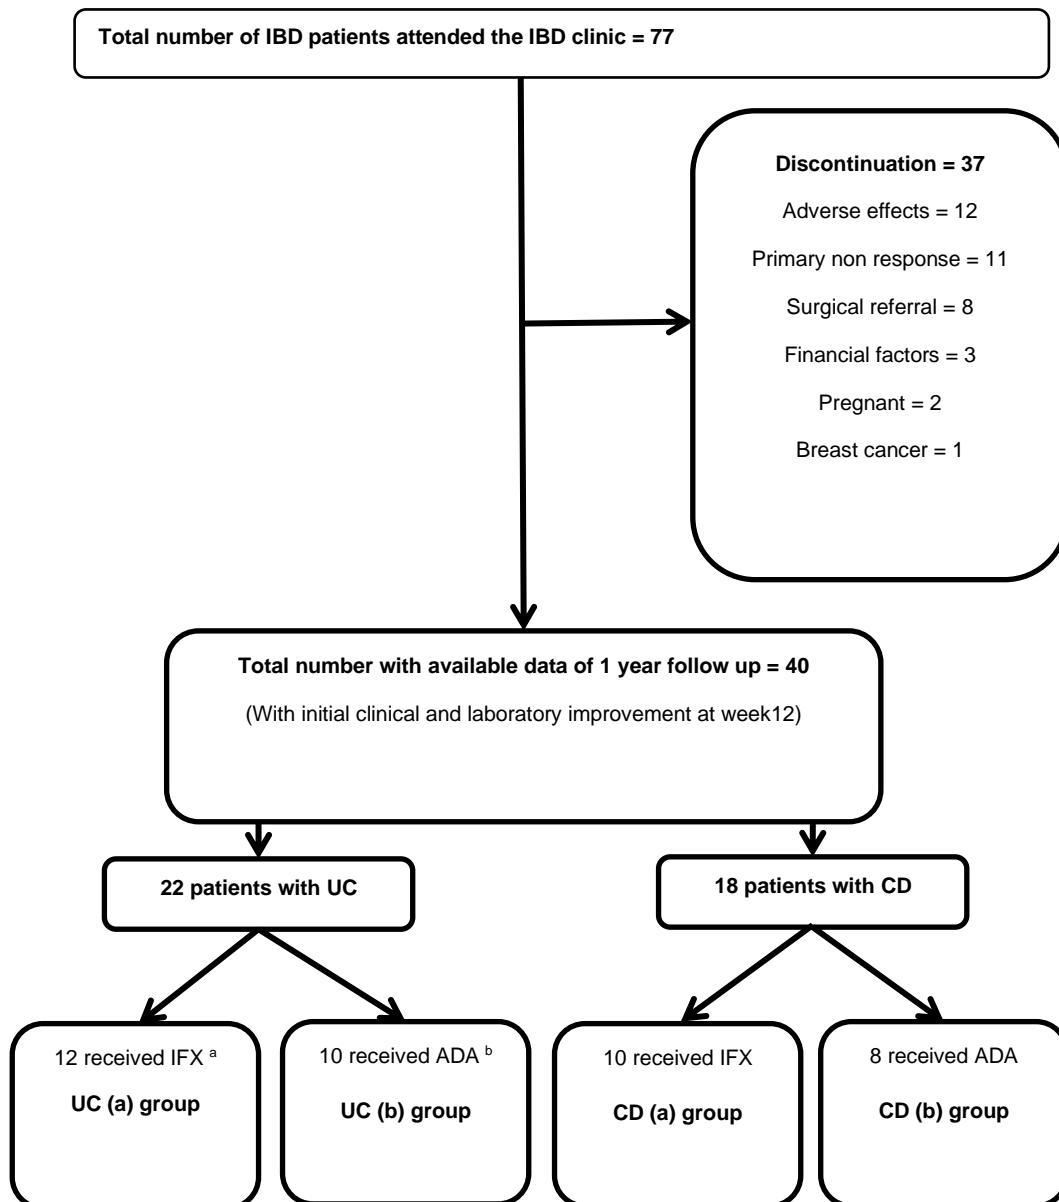 Total number of IBD patients attended the IBD clinic = 77
Discontinuation = 37
Adverse effects = 12
Primary non response = 11
Surgical referral = 8
Financial factors = 3
Pregnant = 2
Breast cancer = 1
Total number with available data of 1 year follow up = 40
(With initial clinical and laboratory improvement at week12)
22 patients with UC
18 patients with CD
12 received IFX a
UC (a) group
10 received ADA b
UC (b) group
10 received IFX
CD (a) group
8 received ADA
CD (b) group